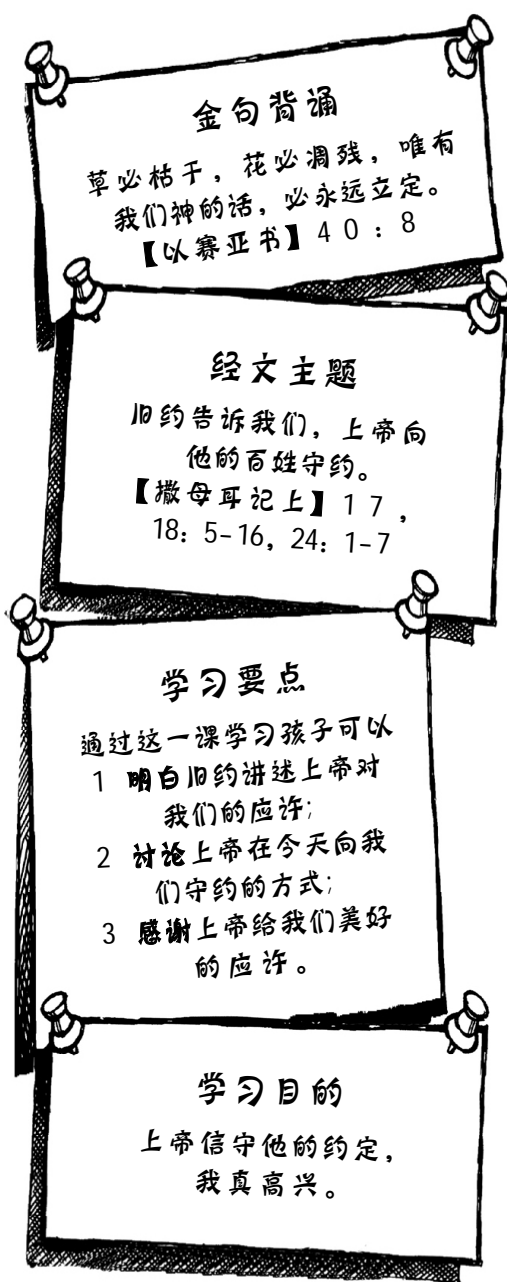 金句背诵
草必枯干，花必凋残，唯有
我们神的话，必永远立定。
【以赛亚书】40：8
经文主题
旧约告诉我们，上帝向
他的百姓守约。
【撒母耳记上】17，
18：5-16，24：1-7
学习要点
通过这一课学习孩子可以
1 明白旧约讲述上帝对
我们的应许；
2 讨论上帝在今天向我
们守约的方式；
3 感谢上帝给我们美好
的应许。
学习目的
上帝信守他的约定，
我真高兴。